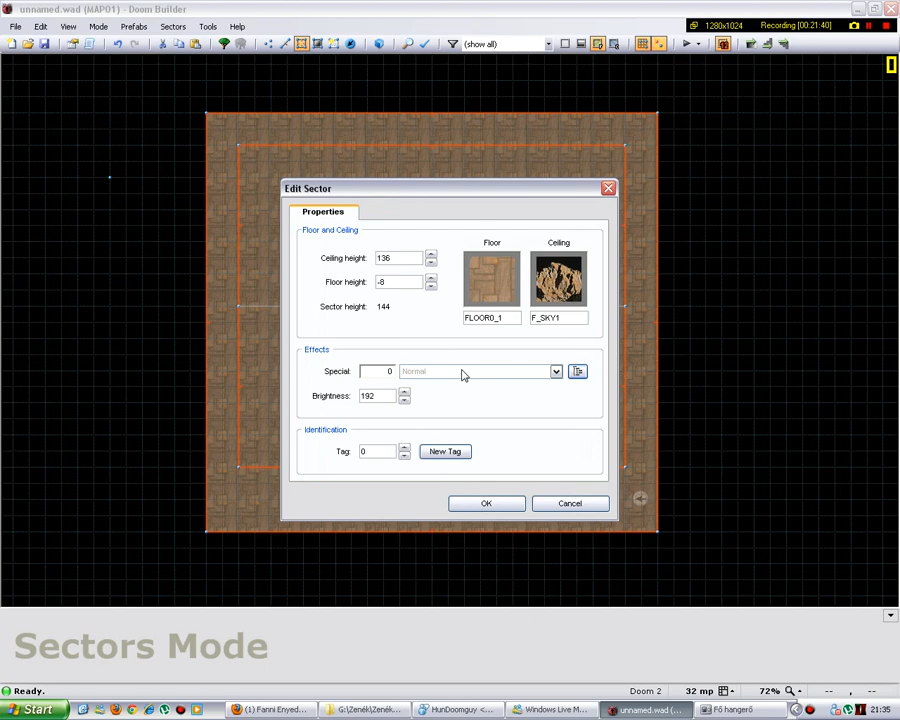 unnamed.wad (MAP01) - Doom Builder
File Edit View Mode Prefabs Sectors Tools Help
1280x1024 Recording [00:21:40]
(show all)
Edit Sector
Properties
Floor and Ceiling
Floor Ceiling
Ceiling height: 136
Floor height: -8
Sector height: 144
FLOOR0_1 F_SKY1
Effects
Special: 0 Normal
Brightness: 192
Identification
Tag: 0 New Tag
OK Cancel
Sectors Mode
Ready. Doom 2 32 mp 72% -- , --
Start (1) Fanni Enyed... G:\Zenék\Zenék... HunDoomguy <... Windows Live M... unnamed.wad (... Fő hangerő 21:35